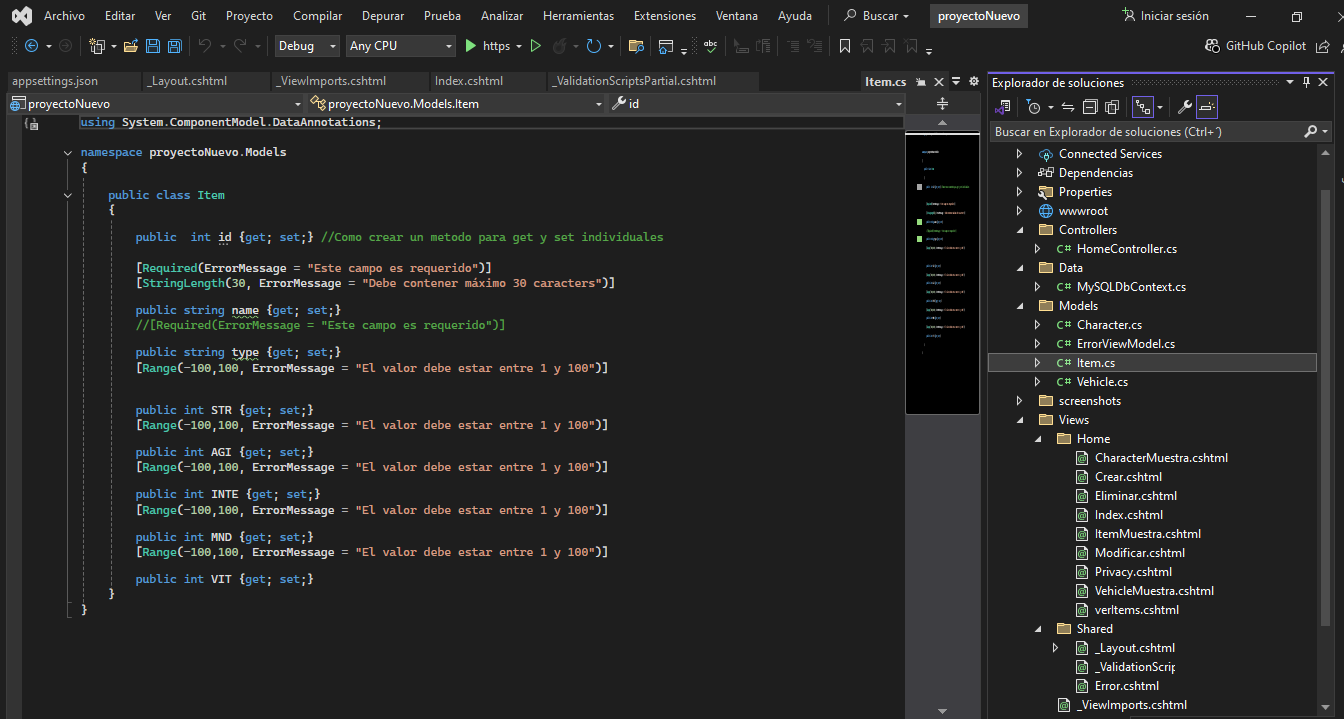 Archivo Editar Ver Git Proyecto Compilar Depurar Prueba Analizar Herramientas Extensiones Ventana Ayuda Buscar proyectoNuevo Iniciar sesión
Debug Any CPU https abc GitHub Copilot
appsettings.json _Layout.cshtml _ViewImports.cshtml Index.cshtml _ValidationScriptsPartial.cshtml Item.cs
proyectoNuevo proyectoNuevo.Models.Item id
using System.ComponentModel.DataAnnotations;
namespace proyectoNuevo.Models
{
public class Item
{
public int id {get; set;} //Como crear un metodo para get y set individuales
[Required(ErrorMessage = "Este campo es requerido")]
[StringLength(30, ErrorMessage = "Debe contener máximo 30 caracters")]
public string name {get; set;}
//[Required(ErrorMessage = "Este campo es requerido")]
public string type {get; set;}
[Range(-100,100, ErrorMessage = "El valor debe estar entre 1 y 100")]
public int STR {get; set;}
[Range(-100,100, ErrorMessage = "El valor debe estar entre 1 y 100")]
public int AGI {get; set;}
[Range(-100,100, ErrorMessage = "El valor debe estar entre 1 y 100")]
public int INTE {get; set;}
[Range(-100,100, ErrorMessage = "El valor debe estar entre 1 y 100")]
public int MND {get; set;}
[Range(-100,100, ErrorMessage = "El valor debe estar entre 1 y 100")]
public int VIT {get; set;}
}
}
Explorador de soluciones
Buscar en Explorador de soluciones (Ctrl+´)
Connected Services
Dependencias
Properties
wwwroot
Controllers
C# HomeController.cs
Data
C# MySQLDbContext.cs
Models
C# Character.cs
C# ErrorViewModel.cs
C# Item.cs
C# Vehicle.cs
screenshots
Views
Home
CharacterMuestra.cshtml
Crear.cshtml
Eliminar.cshtml
Index.cshtml
ItemMuestra.cshtml
Modificar.cshtml
Privacy.cshtml
VehicleMuestra.cshtml
verItems.cshtml
Shared
_Layout.cshtml
_ValidationScrip
Error.cshtml
_ViewImports.cshtml